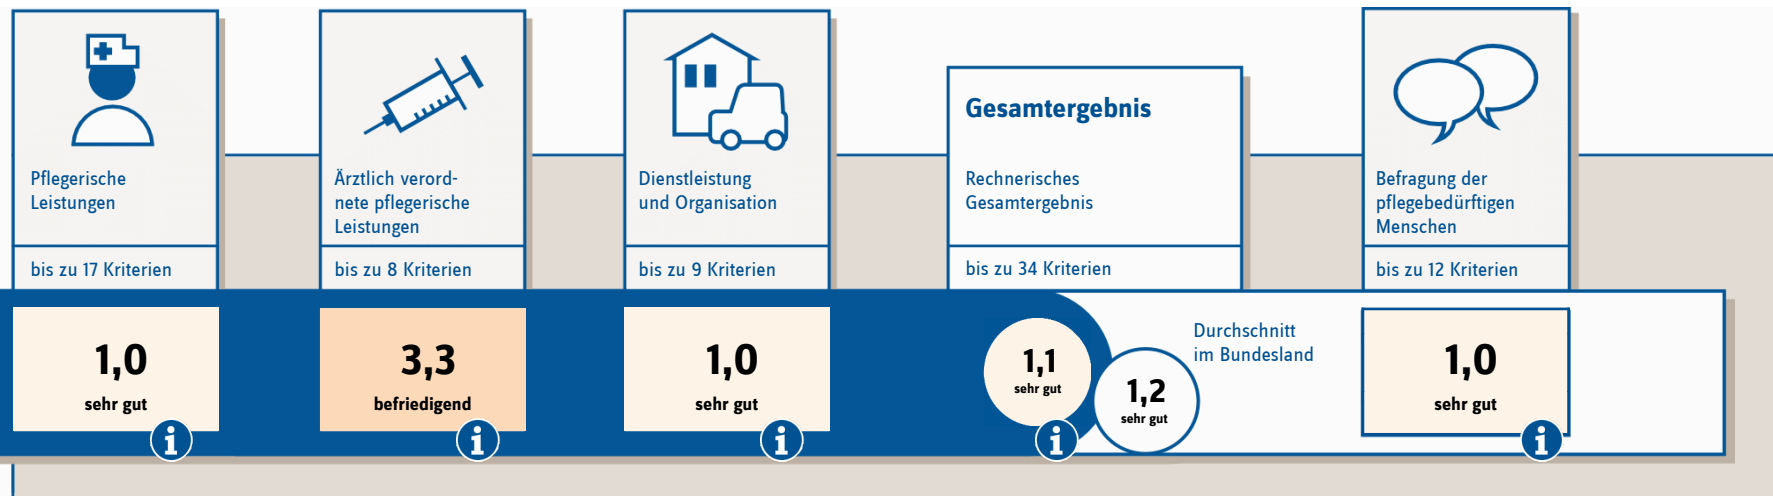 Pflegerische
Leistungen
bis zu 17 Kriterien
1,0
sehr gut
i
Ärztlich verord-
nete pflegerische
Leistungen
bis zu 8 Kriterien
3,3
befriedigend
i
Dienstleistung
und Organisation
bis zu 9 Kriterien
1,0
sehr gut
i
Gesamtergebnis
Rechnerisches
Gesamtergebnis
bis zu 34 Kriterien
1,1
sehr gut
i
1,2
sehr gut
Durchschnitt
im Bundesland
Befragung der
pflegebedürftigen
Menschen
bis zu 12 Kriterien
1,0
sehr gut
i